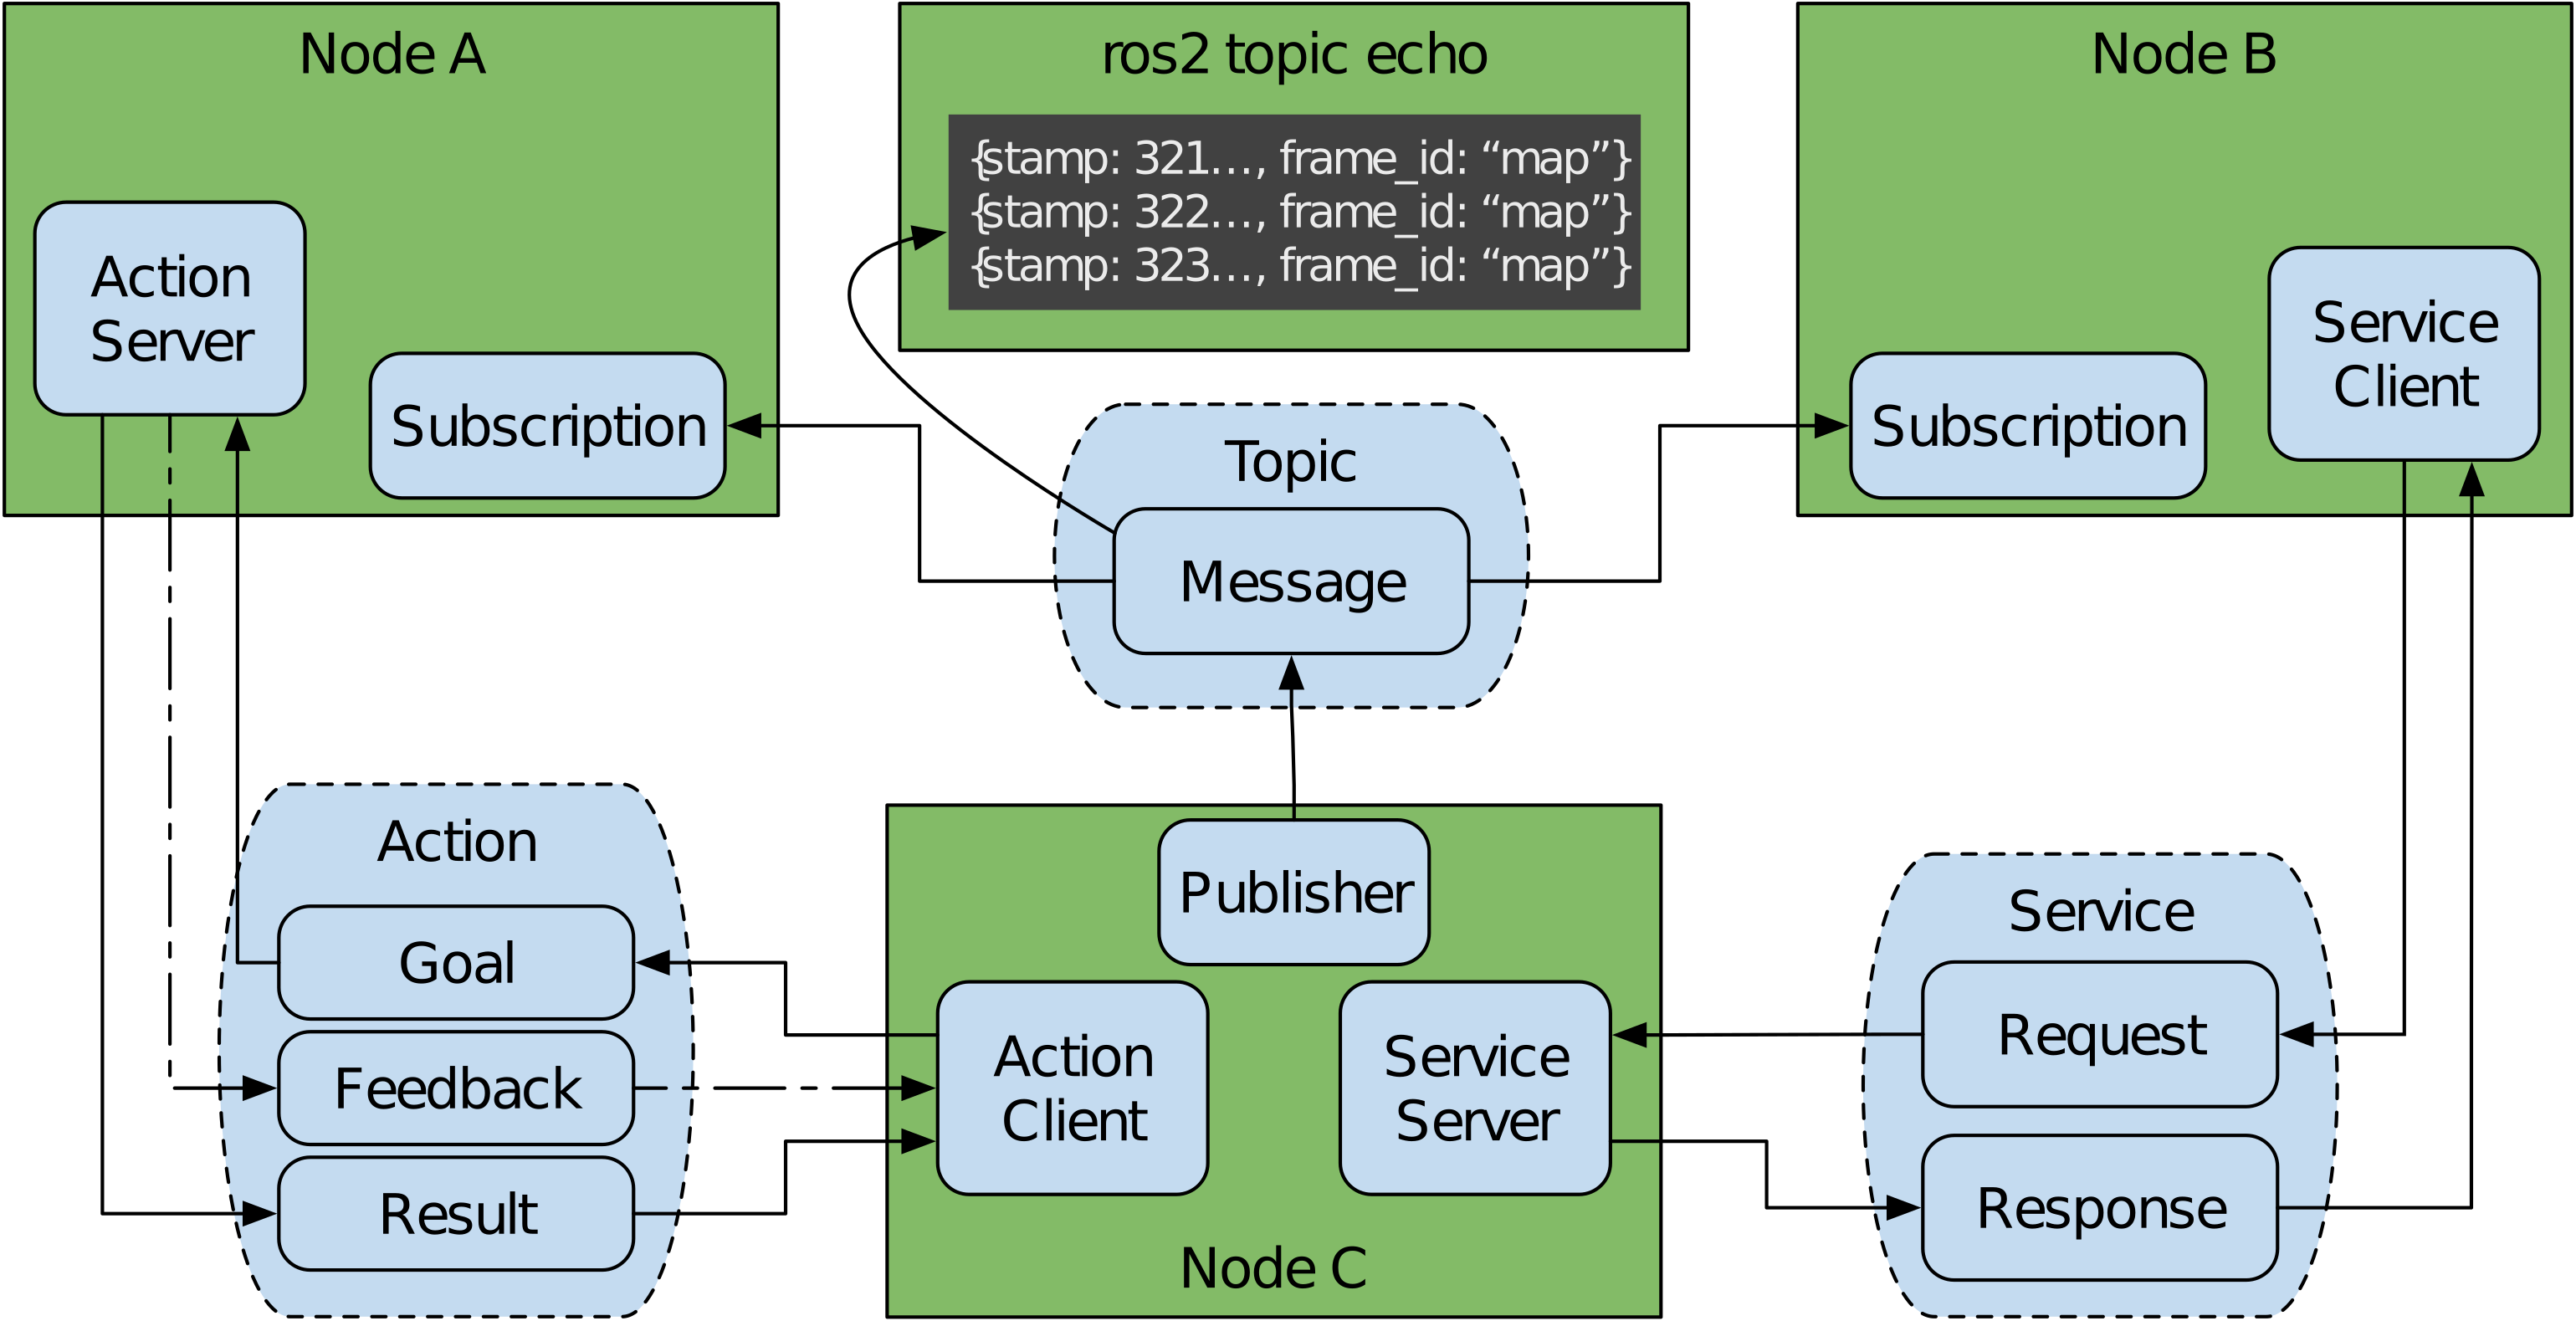 Node A
ros2 topic echo
Node B
{stamp: 321..., frame_id: “map”}
{stamp: 322..., frame_id: “map”}
{stamp: 323..., frame_id: “map”}
Action
Server
Subscription
Service
Client
Subscription
Topic
Message
Action
Goal
Feedback
Result
Publisher
Action
Client
Service
Server
Node C
Service
Request
Response